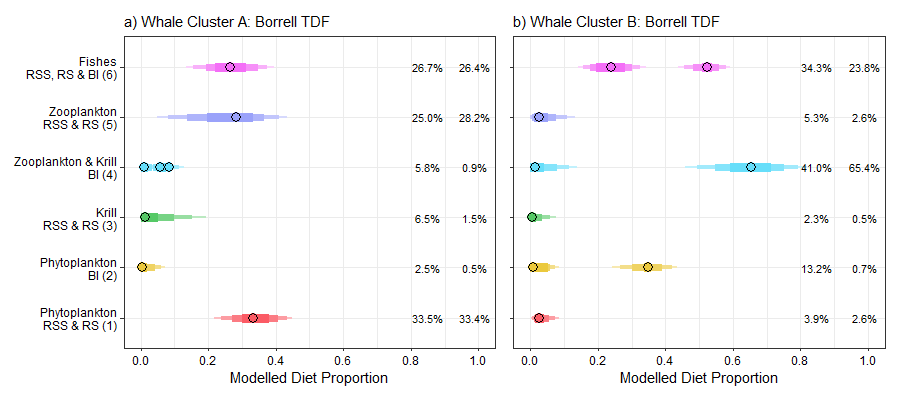 a) Whale Cluster A: Borrell TDF
b) Whale Cluster B: Borrell TDF
Fishes
RSS, RS & BI (6)
26.7% 26.4%
34.3% 23.8%
Zooplankton
RSS & RS (5)
25.0% 28.2%
5.3% 2.6%
Zooplankton & Krill
BI (4)
5.8% 0.9%
41.0% 65.4%
Krill
RSS & RS (3)
6.5% 1.5%
2.3% 0.5%
Phytoplankton
BI (2)
2.5% 0.5%
13.2% 0.7%
Phytoplankton
RSS & RS (1)
33.5% 33.4%
3.9% 2.6%
0.0 0.2 0.4 0.6 0.8 1.0
0.0 0.2 0.4 0.6 0.8 1.0
Modelled Diet Proportion
Modelled Diet Proportion